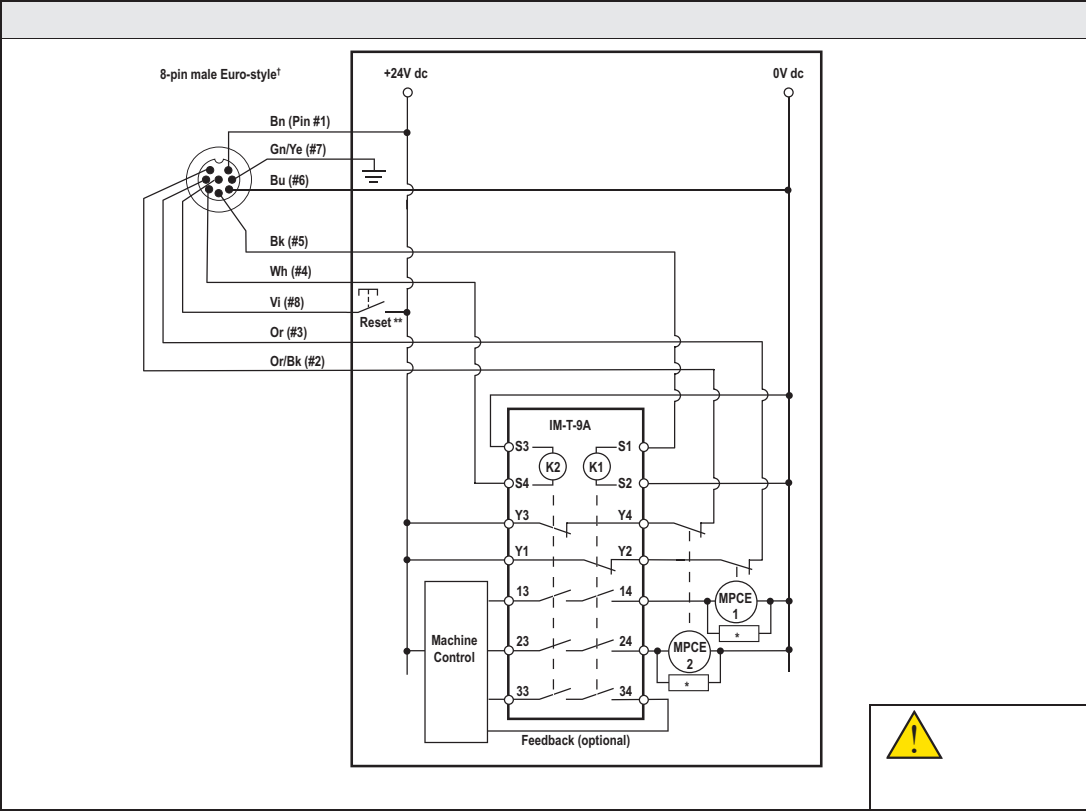 8-pin male Euro-style†
+24V dc
0V dc
Bn (Pin #1)
Gn/Ye (#7)
Bu (#6)
Bk (#5)
Wh (#4)
Vi (#8)
Reset **
Or (#3)
Or/Bk (#2)
IM-T-9A
S3
S1
K2
K1
S4
S2
Y3
Y4
Y1
Y2
13
14
MPCE
1
*
Machine
Control
23
24
MPCE
2
*
33
34
Feedback (optional)
!